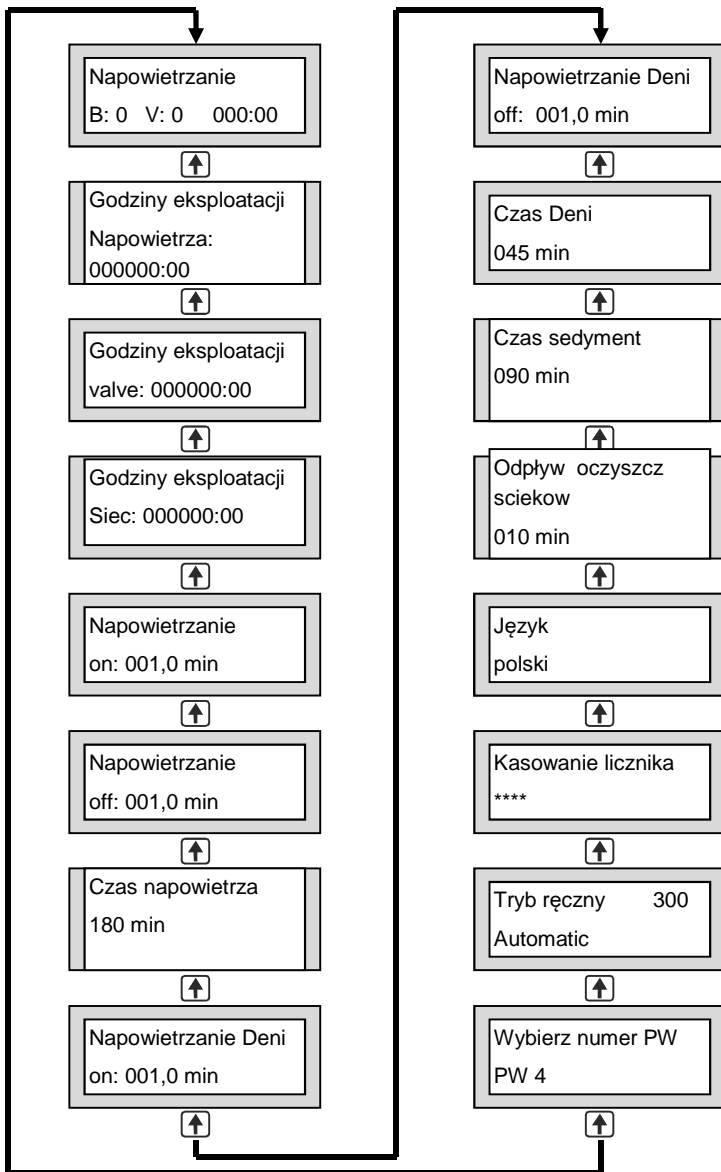 Napowietrzanie
B: 0 V: 0 000:00
Godziny eksploatacji
Napowietrza:
000000:00
Godziny eksploatacji
valve: 000000:00
Godziny eksploatacji
Siec: 000000:00
Napowietrzanie
on: 001,0 min
Napowietrzanie
off: 001,0 min
Czas napowietrza
180 min
Napowietrzanie Deni
on: 001,0 min
Napowietrzanie Deni
off: 001,0 min
Czas Deni
045 min
Czas sedyment
090 min
Odpływ oczyszcz
sciekow
010 min
Język
polski
Kasowanie licznika
****
Tryb ręczny 300
Automatic
Wybierz numer PW
PW 4